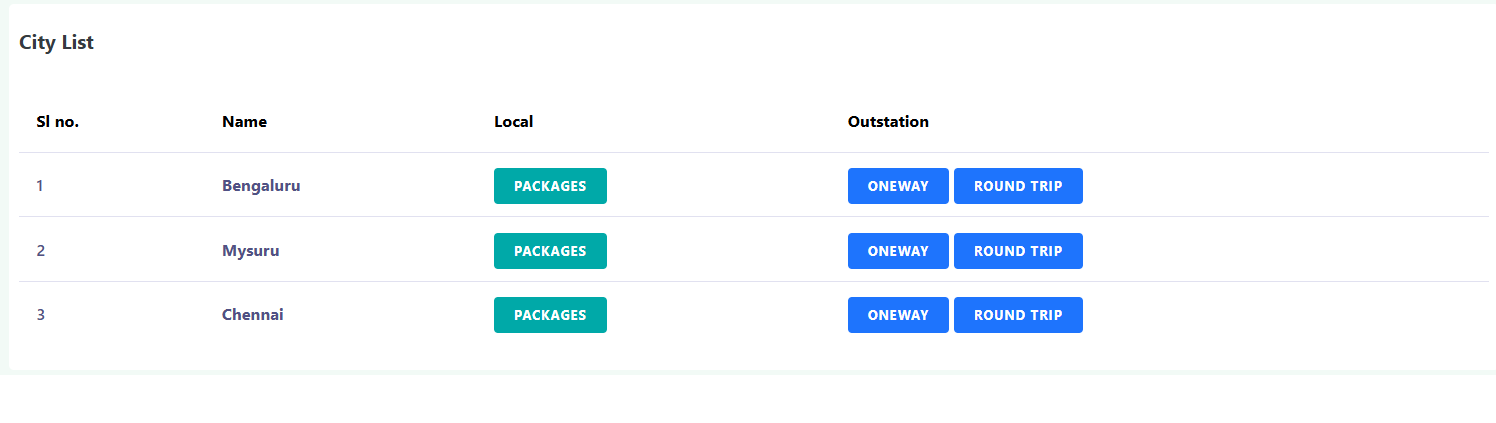 City List
Sl no. Name Local Outstation
1 Bengaluru PACKAGES ONEWAY ROUND TRIP
2 Mysuru PACKAGES ONEWAY ROUND TRIP
3 Chennai PACKAGES ONEWAY ROUND TRIP